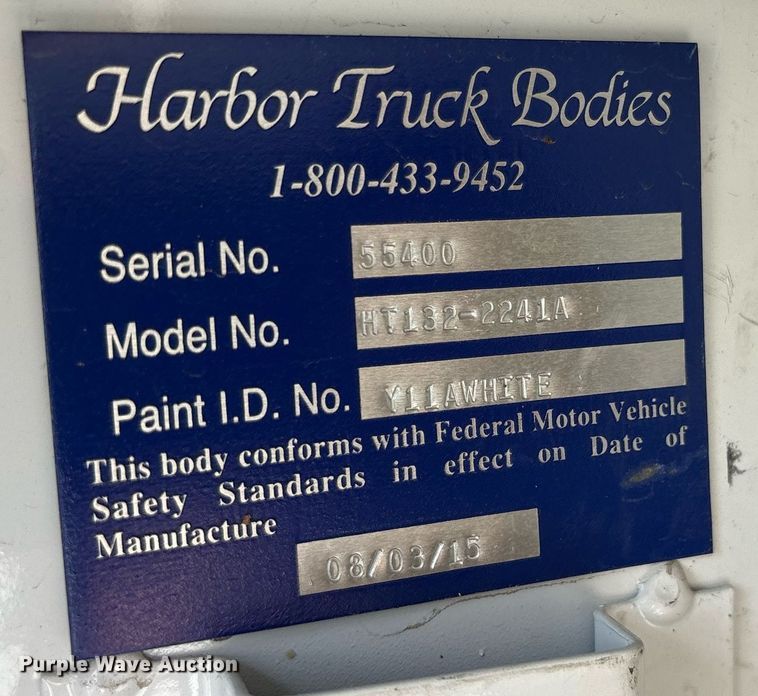 Harbor Truck Bodies
1-800-433-9452
Serial No. 55400
Model No. HT132-2241A
Paint I.D. No. Y11AWHITE
This body conforms with Federal Motor Vehicle
Safety Standards in effect on Date of
Manufacture
08/03/15
Purple Wave Auction